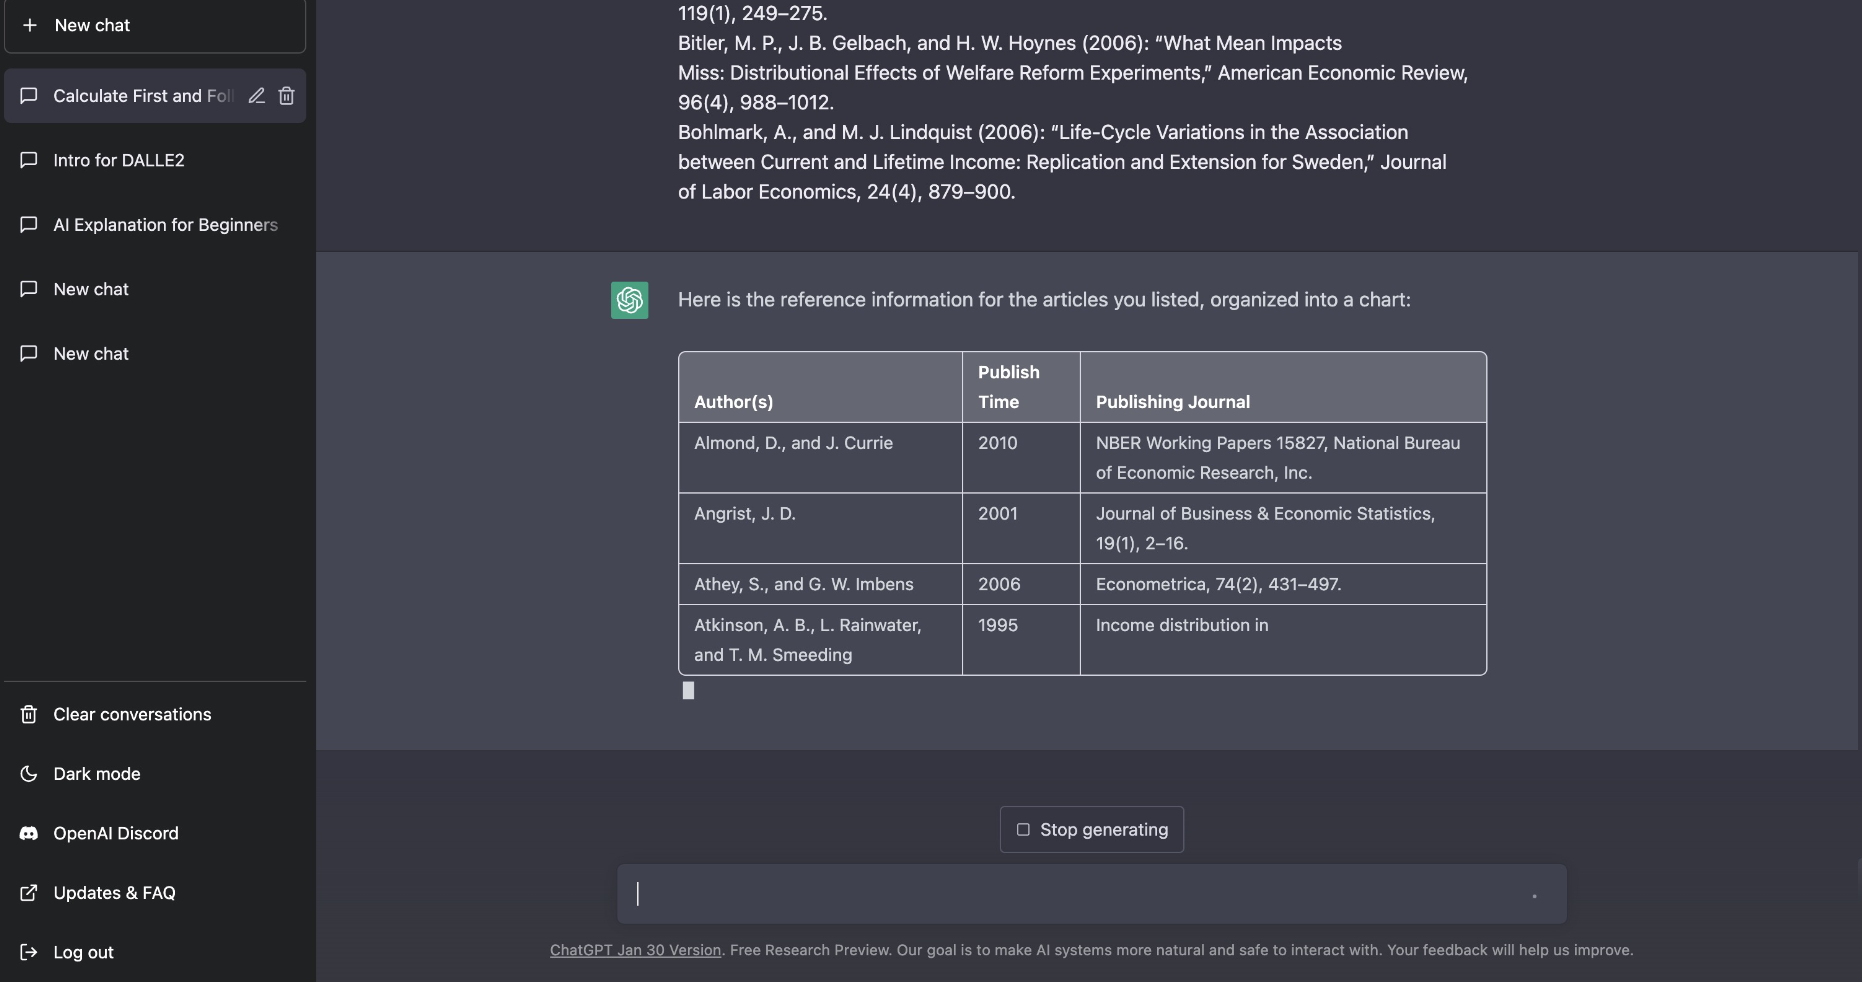 New chat
Calculate First and Fol
Intro for DALLE2
AI Explanation for Beginners
New chat
New chat
Clear conversations
Dark mode
OpenAI Discord
Updates & FAQ
Log out
119(1), 249–275.
Bitler, M. P., J. B. Gelbach, and H. W. Hoynes (2006): “What Mean Impacts
Miss: Distributional Effects of Welfare Reform Experiments,” American Economic Review,
96(4), 988–1012.
Bohlmark, A., and M. J. Lindquist (2006): “Life-Cycle Variations in the Association
between Current and Lifetime Income: Replication and Extension for Sweden,” Journal
of Labor Economics, 24(4), 879–900.
Here is the reference information for the articles you listed, organized into a chart:
Author(s)
Publish
Time
Publishing Journal
Almond, D., and J. Currie
2010
NBER Working Papers 15827, National Bureau
of Economic Research, Inc.
Angrist, J. D.
2001
Journal of Business & Economic Statistics,
19(1), 2–16.
Athey, S., and G. W. Imbens
2006
Econometrica, 74(2), 431–497.
Atkinson, A. B., L. Rainwater,
and T. M. Smeeding
1995
Income distribution in
Stop generating
ChatGPT Jan 30 Version. Free Research Preview. Our goal is to make AI systems more natural and safe to interact with. Your feedback will help us improve.